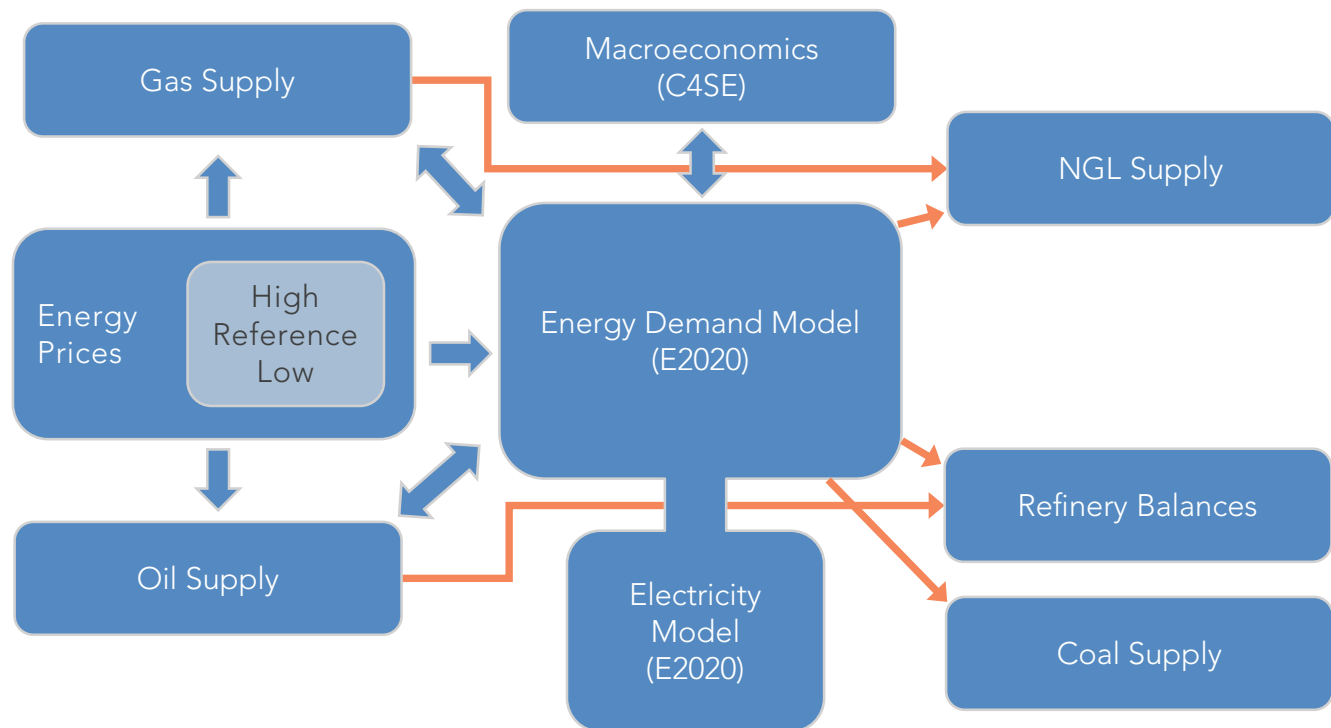 Gas Supply
Macroeconomics
(C4SE)
NGL Supply
Energy
Prices
High
Reference
Low
Energy Demand Model
(E2020)
Oil Supply
Electricity
Model
(E2020)
Refinery Balances
Coal Supply